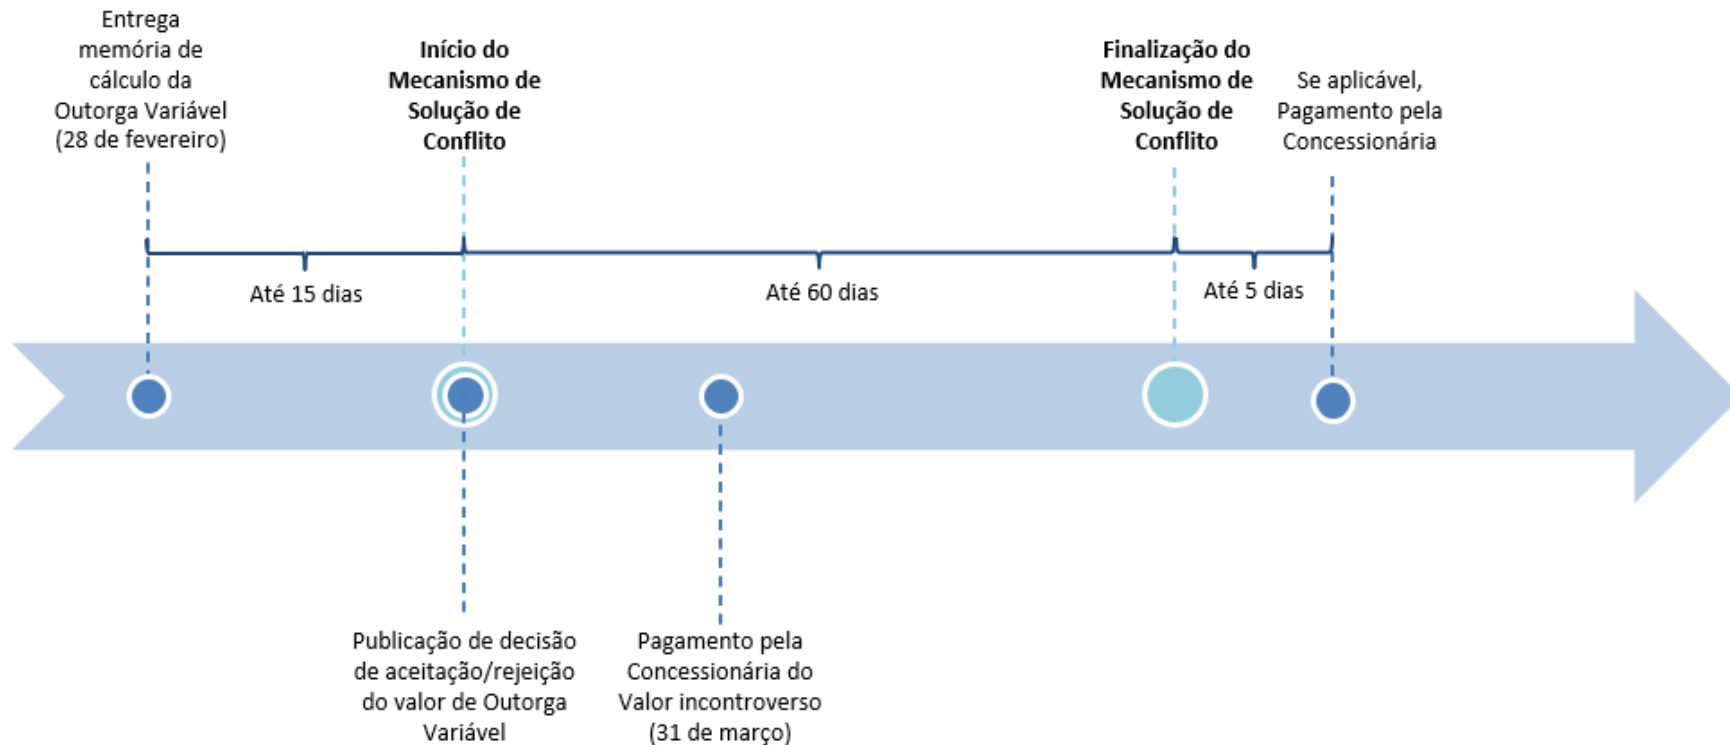 Entrega
memória de
cálculo da
Outorga Variável
(28 de fevereiro)
Início do
Mecanismo de
Solução de
Conflito
Finalização do
Mecanismo de
Solução de
Conflito
Se aplicável,
Pagamento pela
Concessionária
Até 15 dias
Até 60 dias
Até 5 dias
Publicação de decisão
de aceitação/rejeição
do valor de Outorga
Variável
Pagamento pela
Concessionária do
Valor incontroverso
(31 de março)